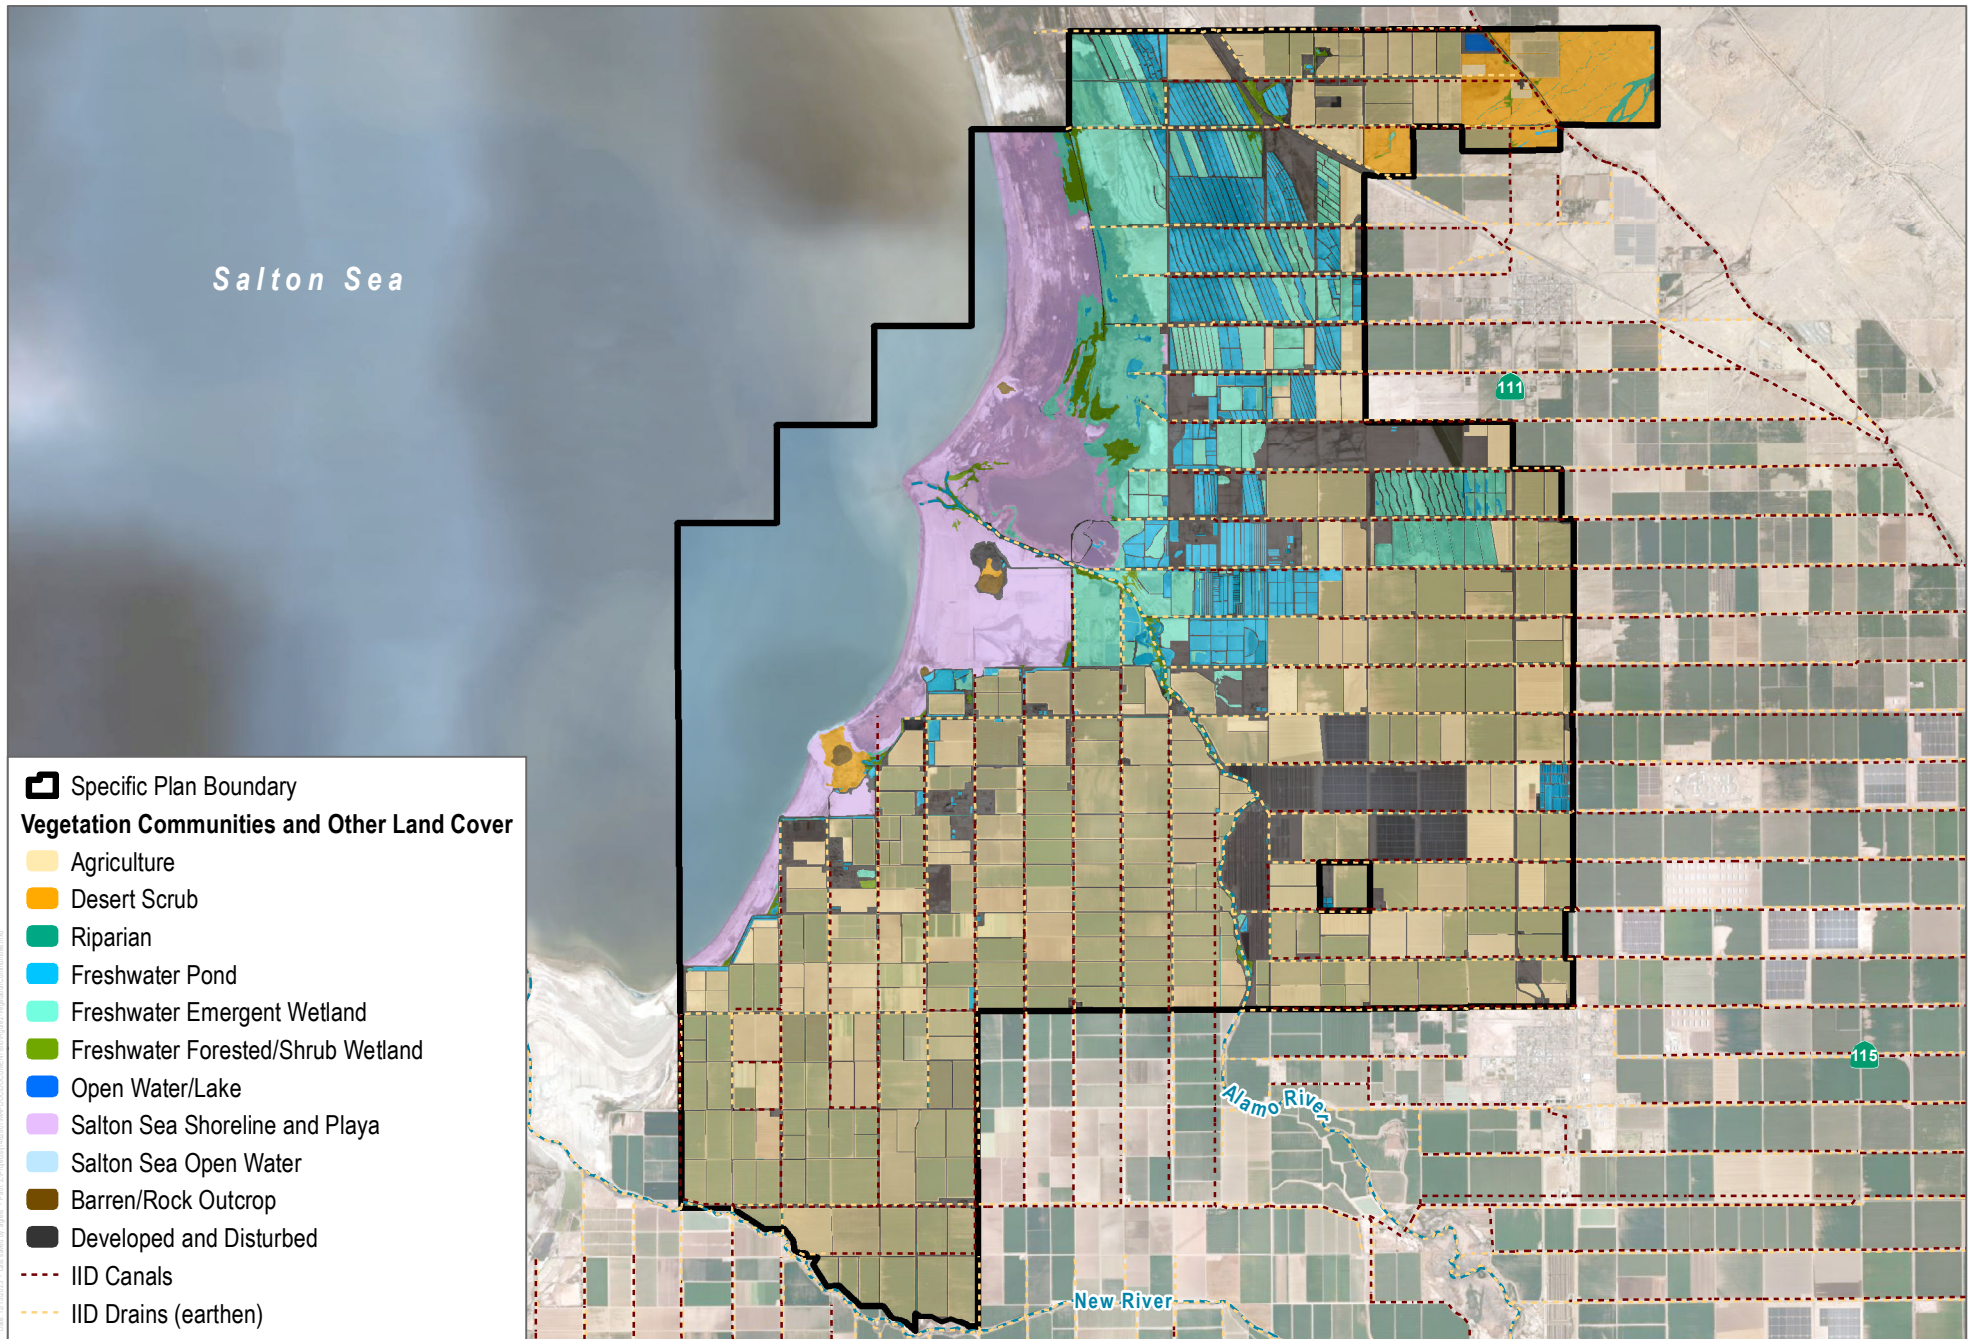 Salton Sea
111
115
Alamo River
New River
Specific Plan Boundary
Vegetation Communities and Other Land Cover
Agriculture
Desert Scrub
Riparian
Freshwater Pond
Freshwater Emergent Wetland
Freshwater Forested/Shrub Wetland
Open Water/Lake
Salton Sea Shoreline and Playa
Salton Sea Open Water
Barren/Rock Outcrop
Developed and Disturbed
IID Canals
IID Drains (earthen)